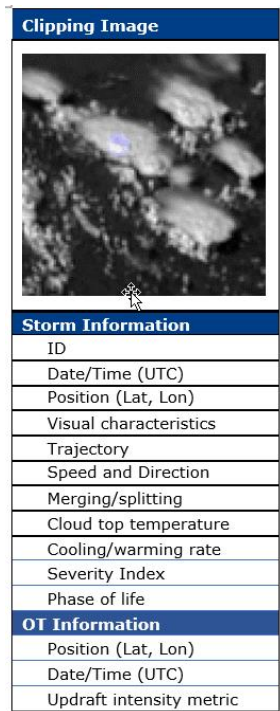 Clipping Image
Storm Information
ID
Date/Time (UTC)
Position (Lat, Lon)
Visual characteristics
Trajectory
Speed and Direction
Merging/splitting
Cloud top temperature
Cooling/warming rate
Severity Index
Phase of life
OT Information
Position (Lat, Lon)
Date/Time (UTC)
Updraft intensity metric